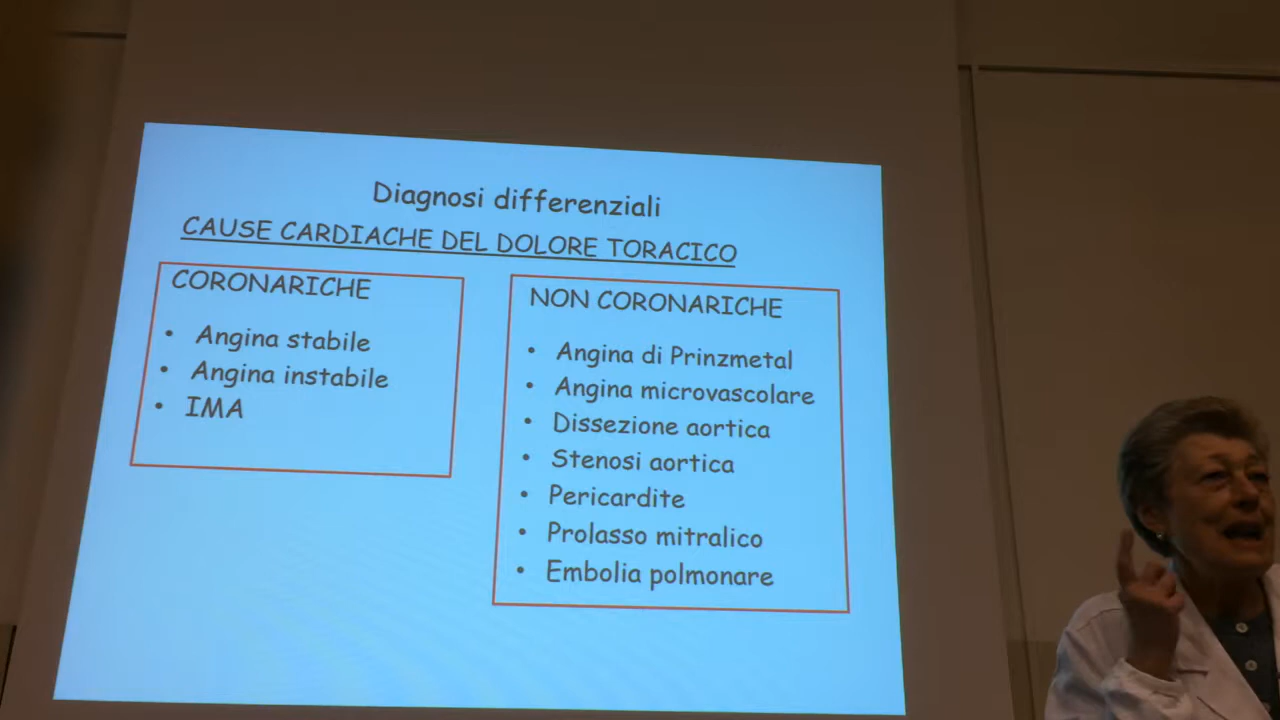 Diagnosi differenziali
CAUSE CARDIACHE DEL DOLORE TORACICO
CORONARICHE
• Angina stabile
• Angina instabile
• IMA
NON CORONARICHE
• Angina di Prinzmetal
• Angina microvascolare
• Dissezione aortica
• Stenosi aortica
• Pericardite
• Prolasso mitralico
• Embolia polmonare